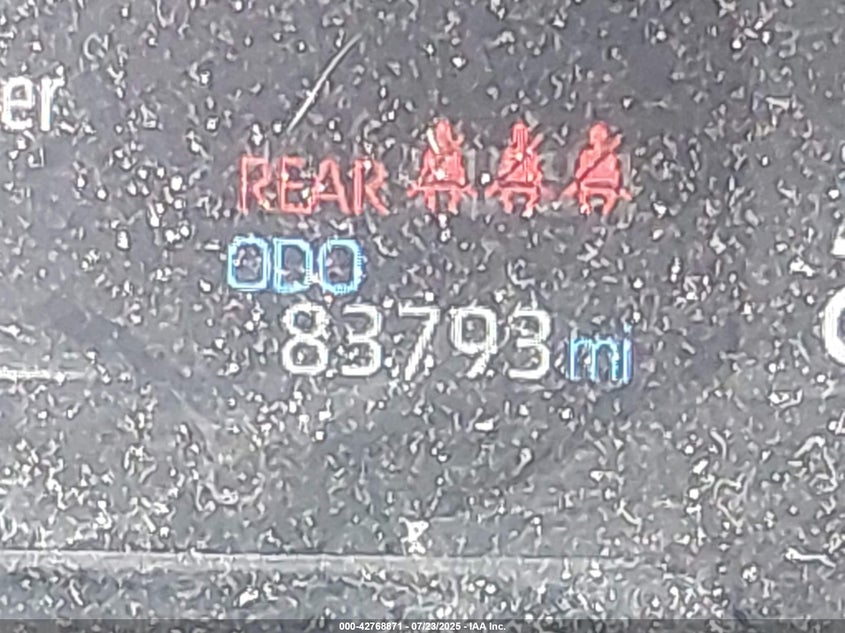 er
REAR
ODO
83793 mi
000-42768871 - 07/23/2025 - IAA Inc.